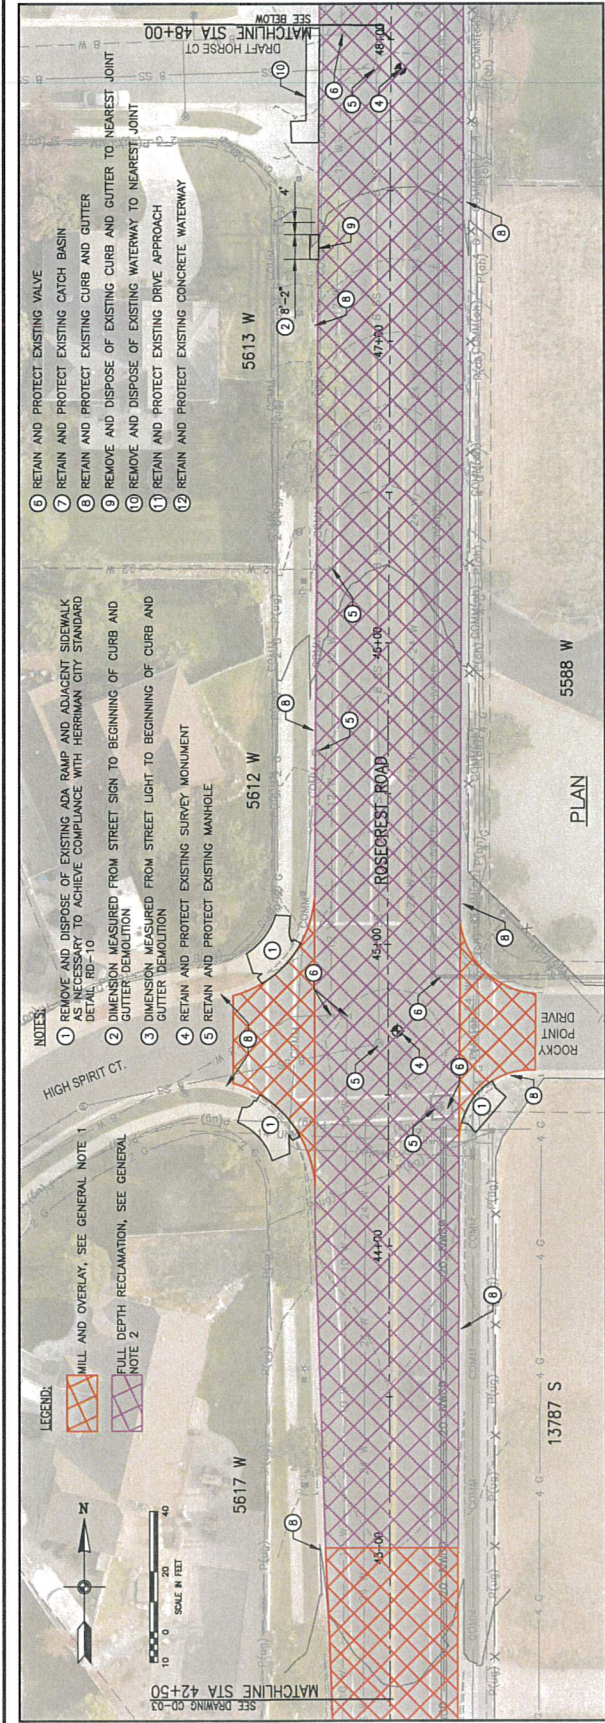 NOTES:
① REMOVE AND DISPOSE OF EXISTING ADA RAMP AND ADJACENT SIDEWALK
AS NECESSARY TO ACHIEVE COMPLIANCE WITH HERRIMAN CITY STANDARD
DETAIL RD-10
② DIMENSION MEASURED FROM STREET SIGN TO BEGINNING OF CURB AND
GUTTER DEMOLITION
③ DIMENSION MEASURED FROM STREET LIGHT TO BEGINNING OF CURB AND
GUTTER DEMOLITION
④ RETAIN AND PROTECT EXISTING SURVEY MONUMENT
⑤ RETAIN AND PROTECT EXISTING MANHOLE
⑥ RETAIN AND PROTECT EXISTING VALVE
⑦ RETAIN AND PROTECT EXISTING CATCH BASIN
⑧ RETAIN AND PROTECT EXISTING CURB AND GUTTER
⑨ REMOVE AND DISPOSE OF EXISTING CURB AND GUTTER TO NEAREST JOINT
⑩ REMOVE AND DISPOSE OF EXISTING WATERWAY TO NEAREST JOINT
⑪ RETAIN AND PROTECT EXISTING DRIVE APPROACH
⑫ RETAIN AND PROTECT EXISTING CONCRETE WATERWAY
LEGEND:
MILL AND OVERLAY, SEE GENERAL NOTE 1
FULL DEPTH RECLAMATION, SEE GENERAL
NOTE 2
N
10 0 20 40
SCALE IN FEET
HIGH SPIRIT CT.
DRAFT HORSE CT
MATCHLINE STA 48+00
SEE BELOW
5617 W
5612 W
5613 W
② 8'-2"
4'
SEE DRAWING CD-03
MATCHLINE STA 42+50
43+00
44+00
45+00
47+00
48+00
ROSECREST ROAD
ROCKY
POINT
DRIVE
13787 S
5588 W
PLAN